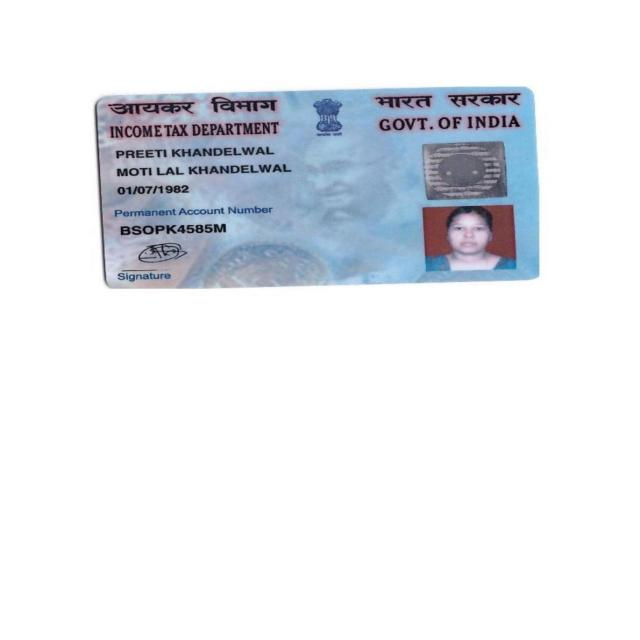 आयकर विभाग
INCOME TAX DEPARTMENT
भारत सरकार
GOVT. OF INDIA
PREETI KHANDELWAL
MOTI LAL KHANDELWAL
01/07/1982
Permanent Account Number
BSOPK4585M
Signature